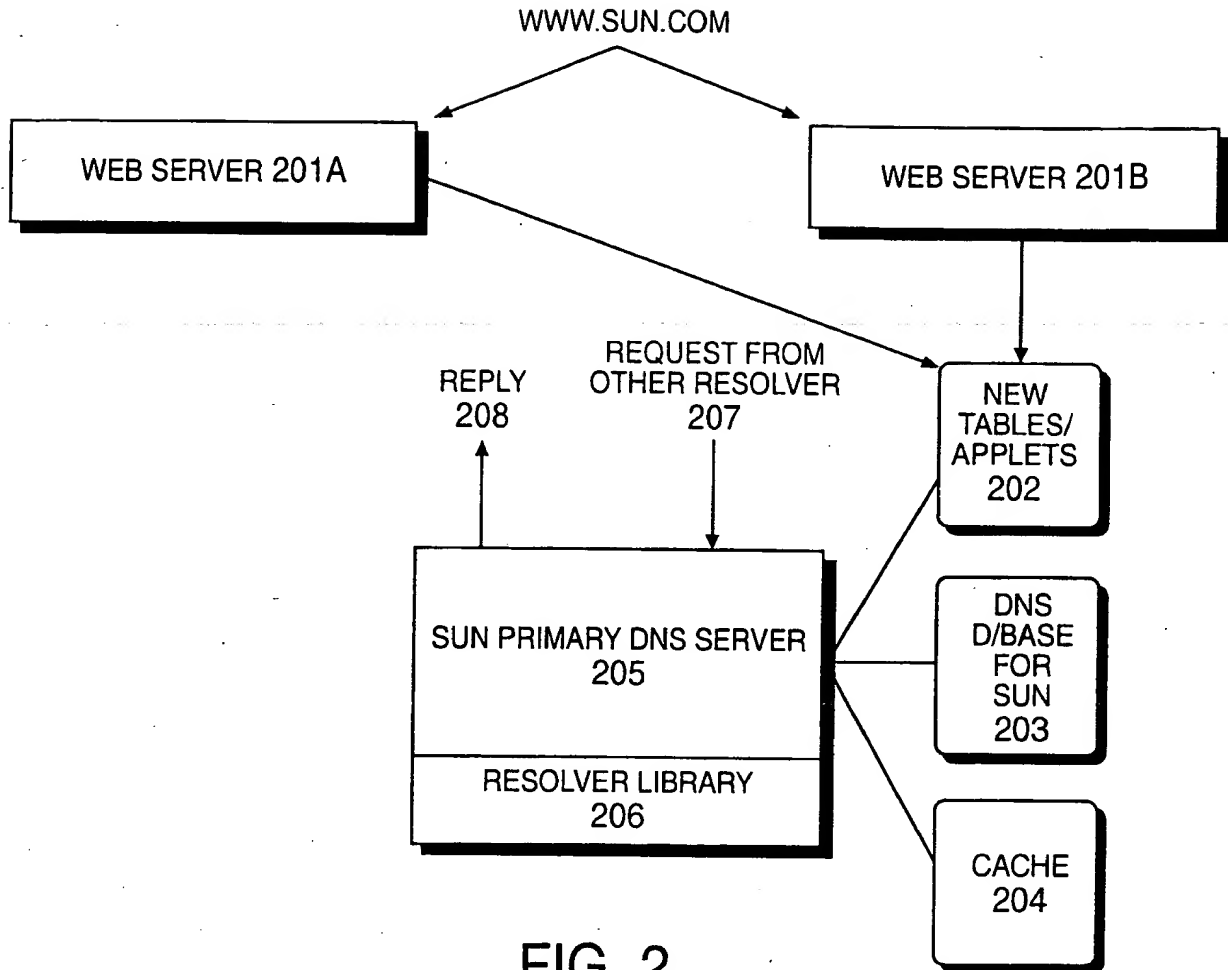 WWW.SUN.COM
WEB SERVER 201A
WEB SERVER 201B
REPLY
208
REQUEST FROM
OTHER RESOLVER
207
NEW
TABLES/
APPLETS
202
SUN PRIMARY DNS SERVER
205
RESOLVER LIBRARY
206
DNS
D/BASE
FOR
SUN
203
CACHE
204
FIG. 2